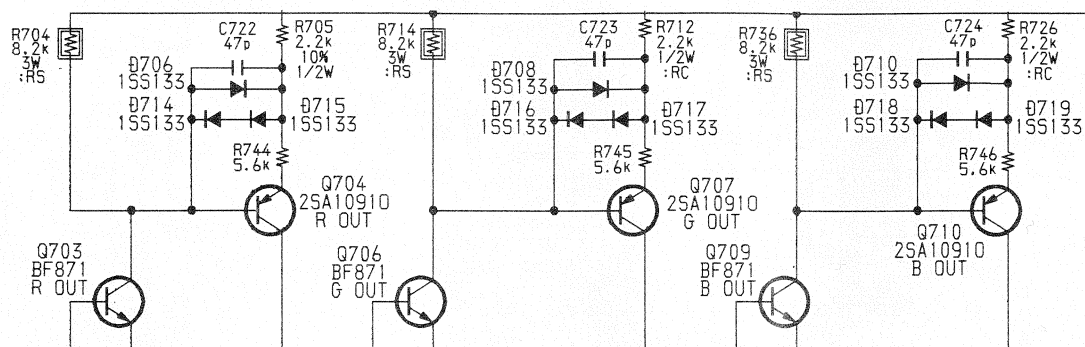 R704
8.2k
3W
:RS
C722
47p
R705
2.2k
10%
1/2W
D706
1SS133
D714
1SS133
D715
1SS133
R744
5.6k
Q704
2SA1091O
R OUT
Q703
BF871
R OUT
R714
8.2k
3W
:RS
C723
47p
R712
2.2k
1/2W
:RC
D708
1SS133
D716
1SS133
D717
1SS133
R745
5.6k
Q707
2SA1091O
G OUT
Q706
BF871
G OUT
R736
8.2k
3W
:RS
C724
47p
R726
2.2k
1/2W
:RC
D710
1SS133
D718
1SS133
D719
1SS133
R746
5.6k
Q710
2SA1091O
B OUT
Q709
BF871
B OUT